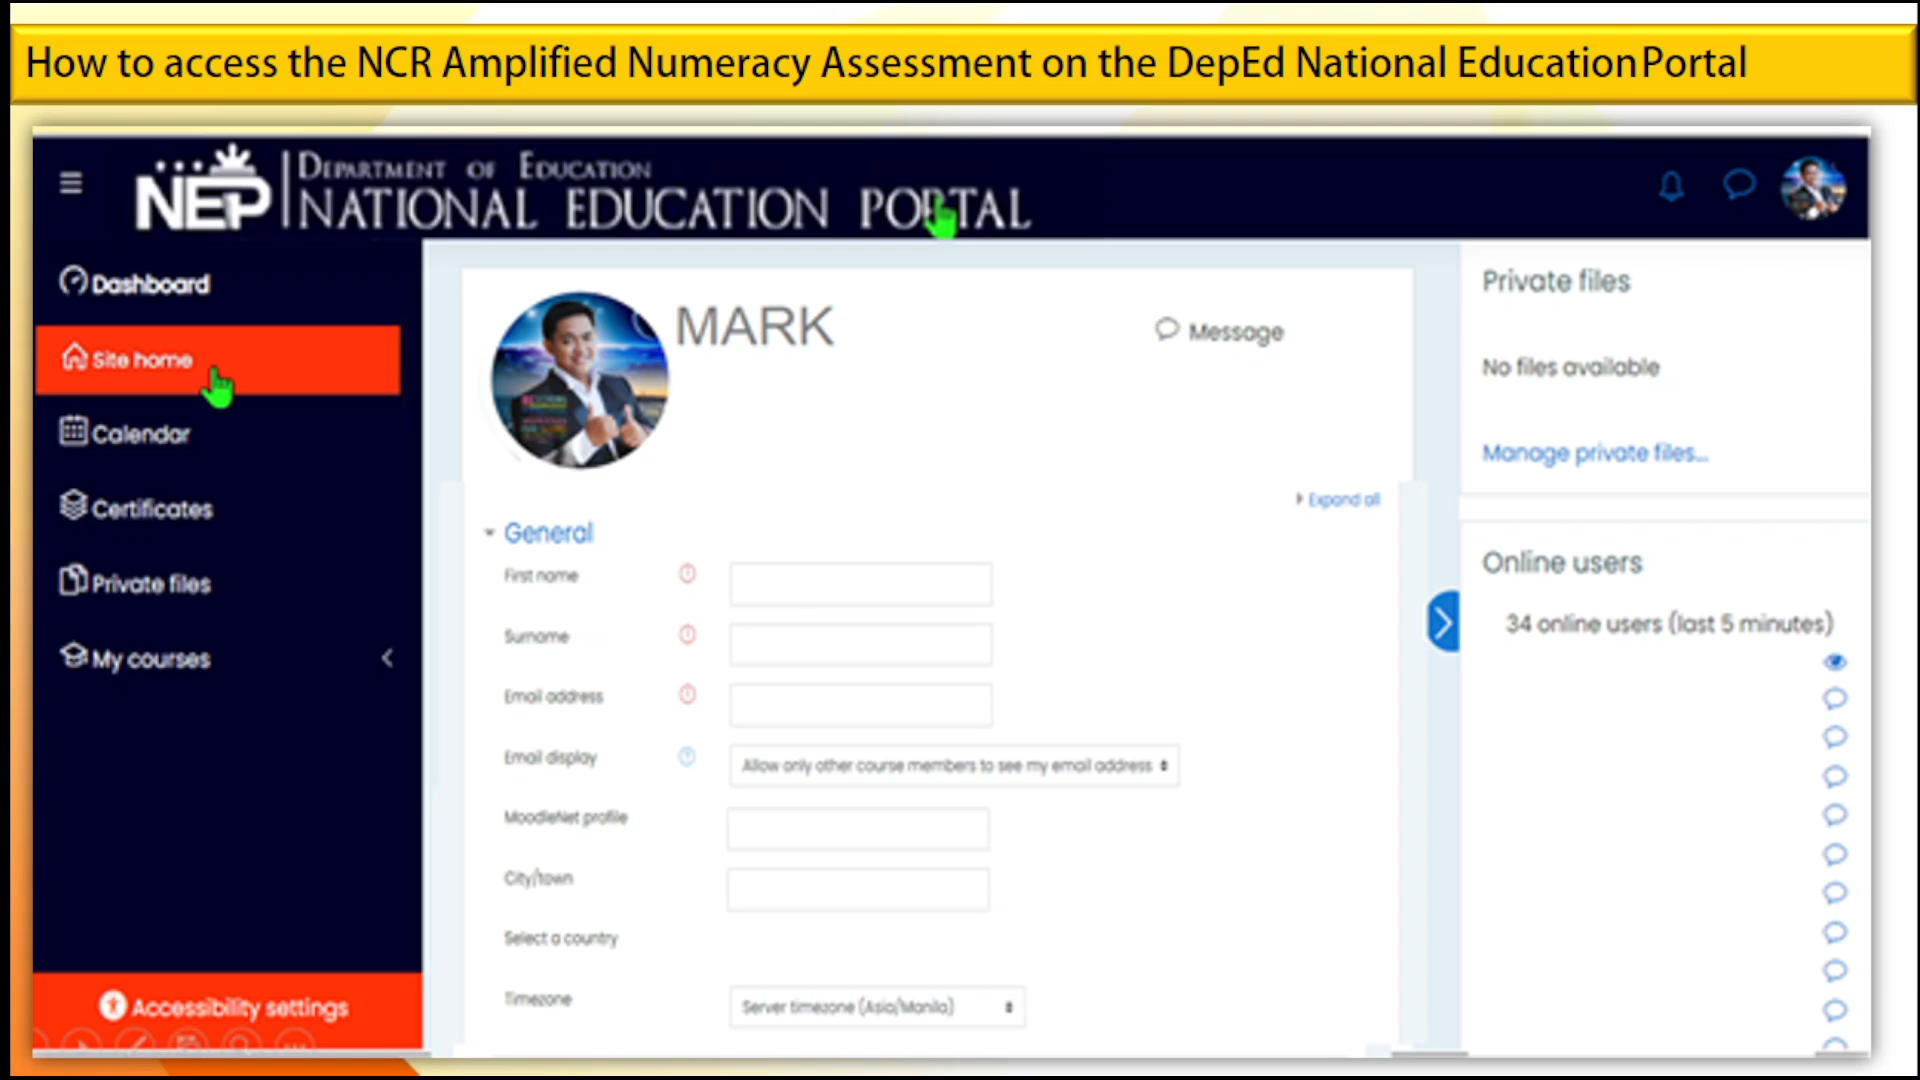 How to access the NCR Amplified Numeracy Assessment on the DepEd National Education Portal
NEP
DEPARTMENT OF EDUCATION
NATIONAL EDUCATION PORTAL
Dashboard
Site home
Calendar
Certificates
Private files
My courses
Accessibility settings
MARK
Message
Expand all
General
First name
Surname
Email address
Email display
Allow only other course members to see my email address
MoodleNet profile
City/town
Select a country
Timezone
Server timezone (Asia/Manila)
Private files
No files available
Manage private files...
Online users
34 online users (last 5 minutes)